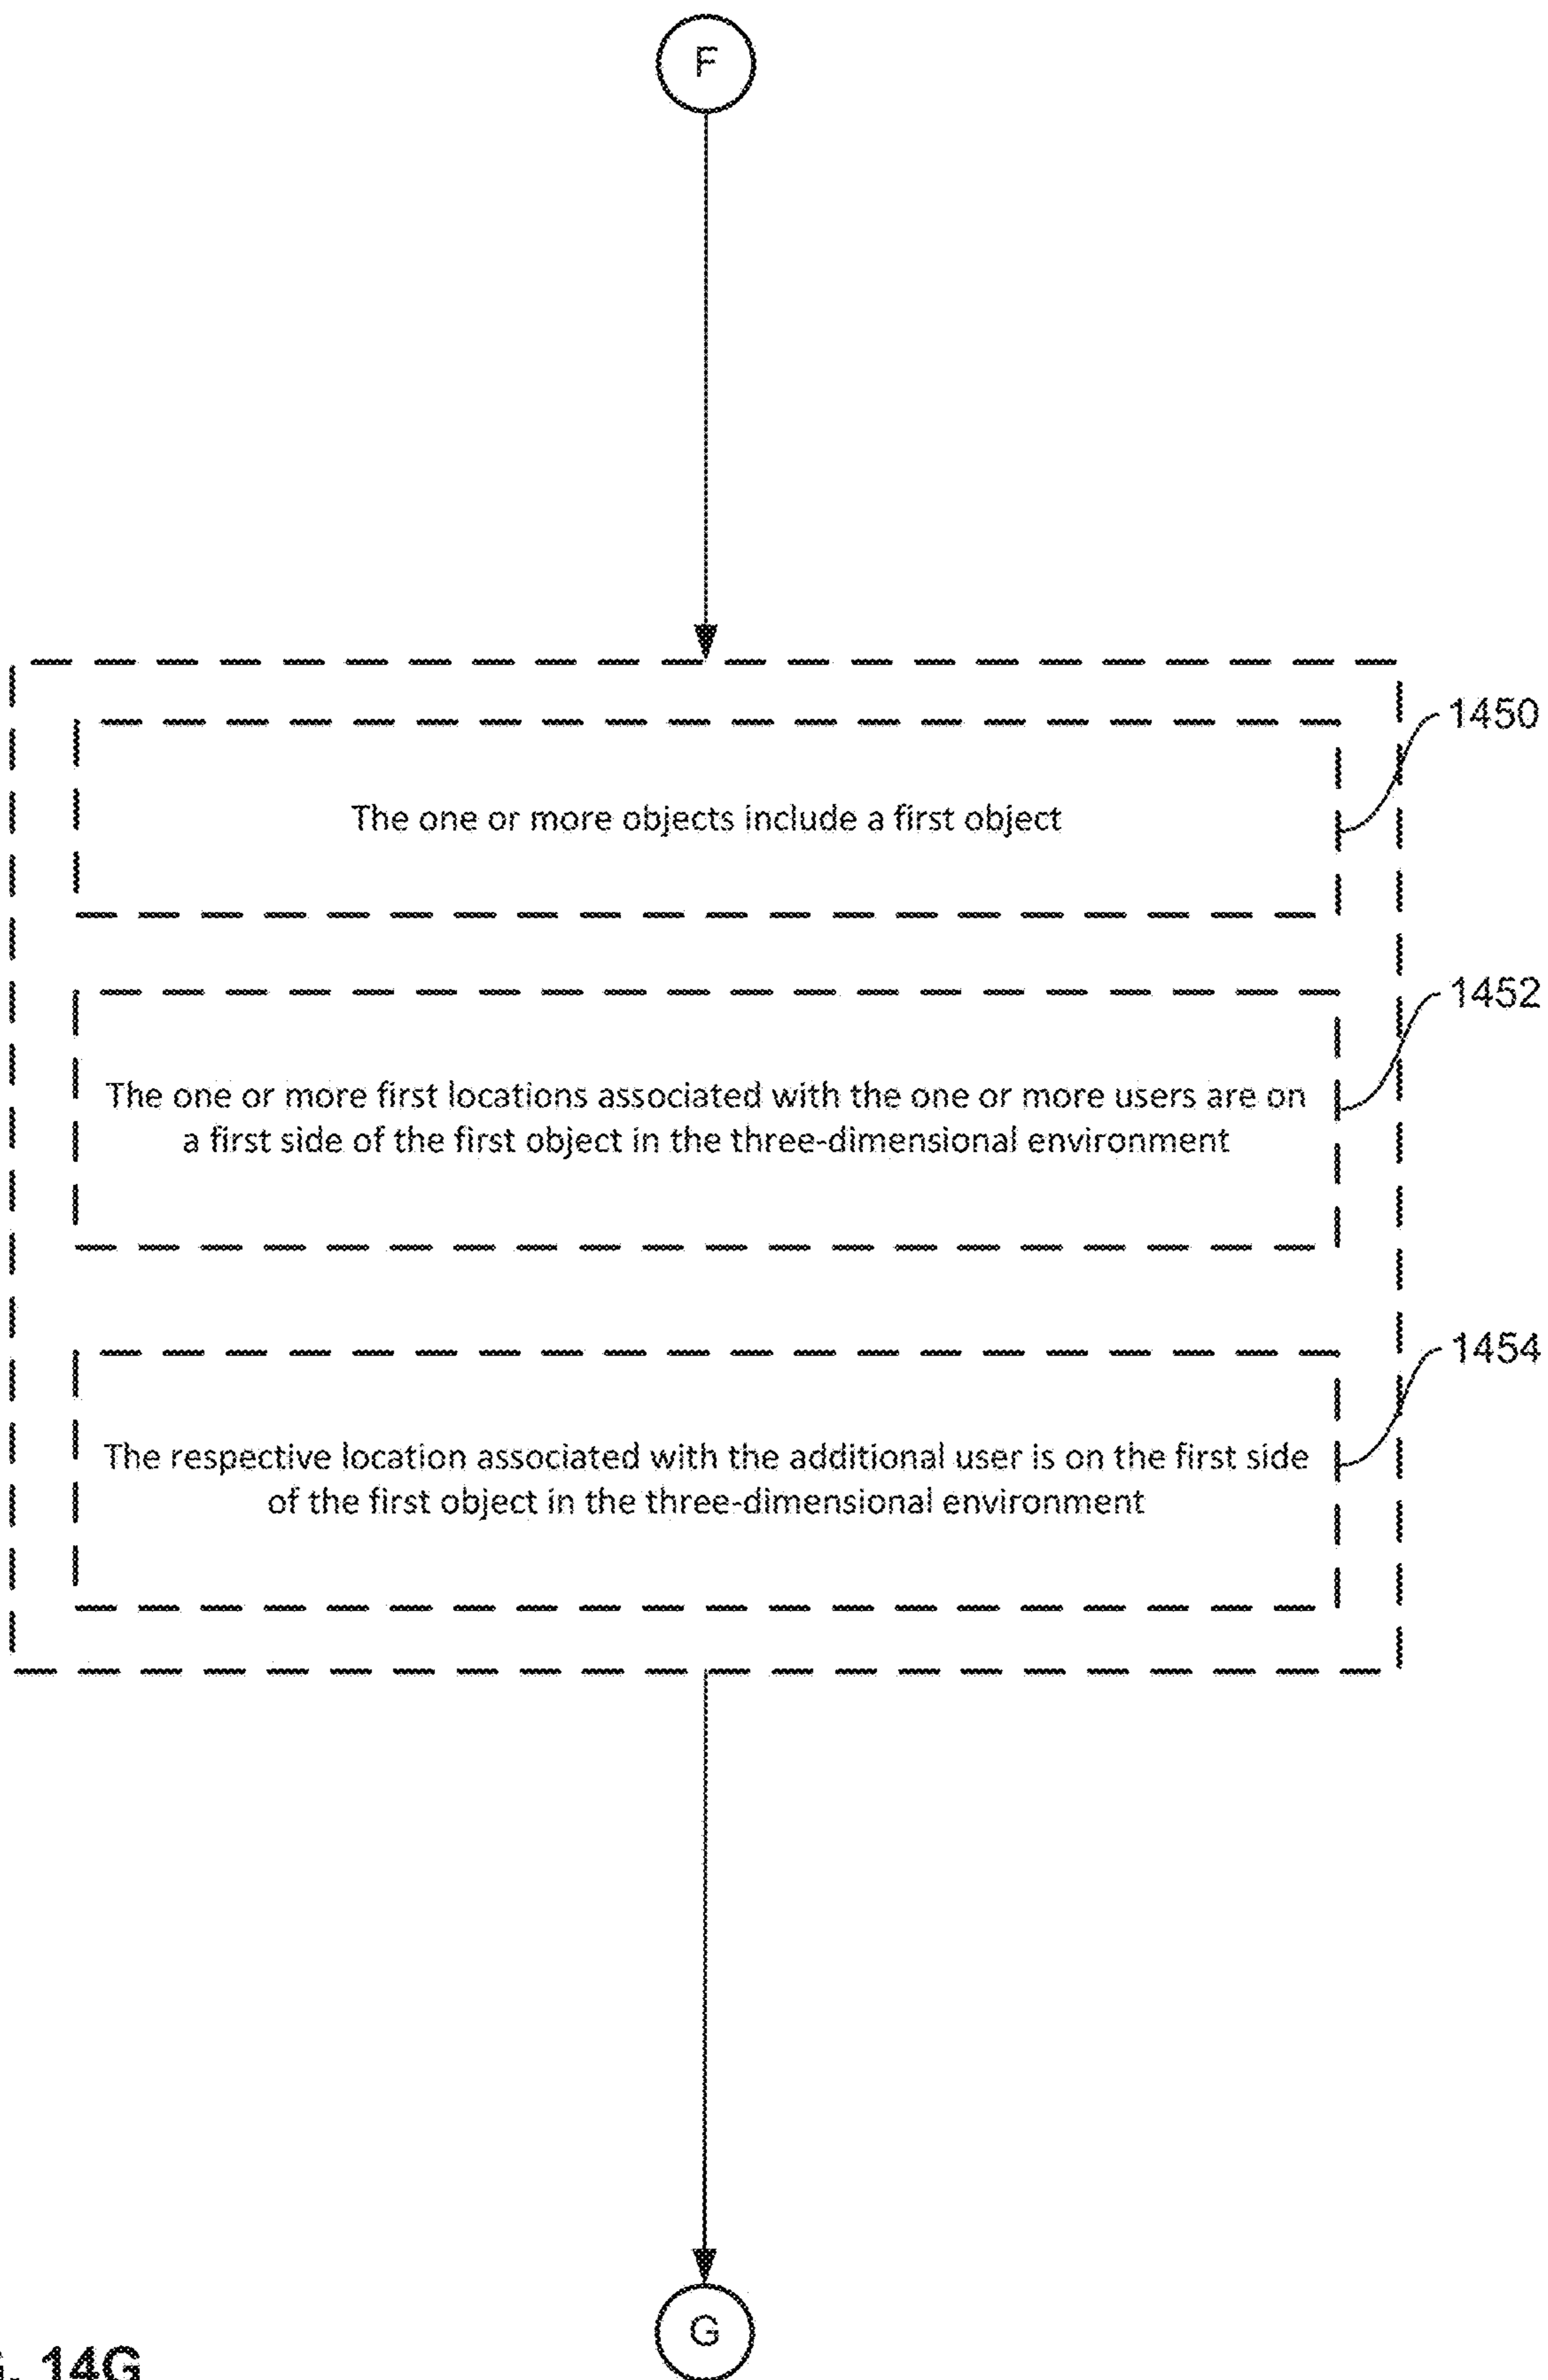 F
1450
The one or more objects include a first object
1452
The one or more first locations associated with the one or more users are on
a first side of the first object in the three-dimensional environment
1454
The respective location associated with the additional user is on the first side
of the first object in the three-dimensional environment
G
14G